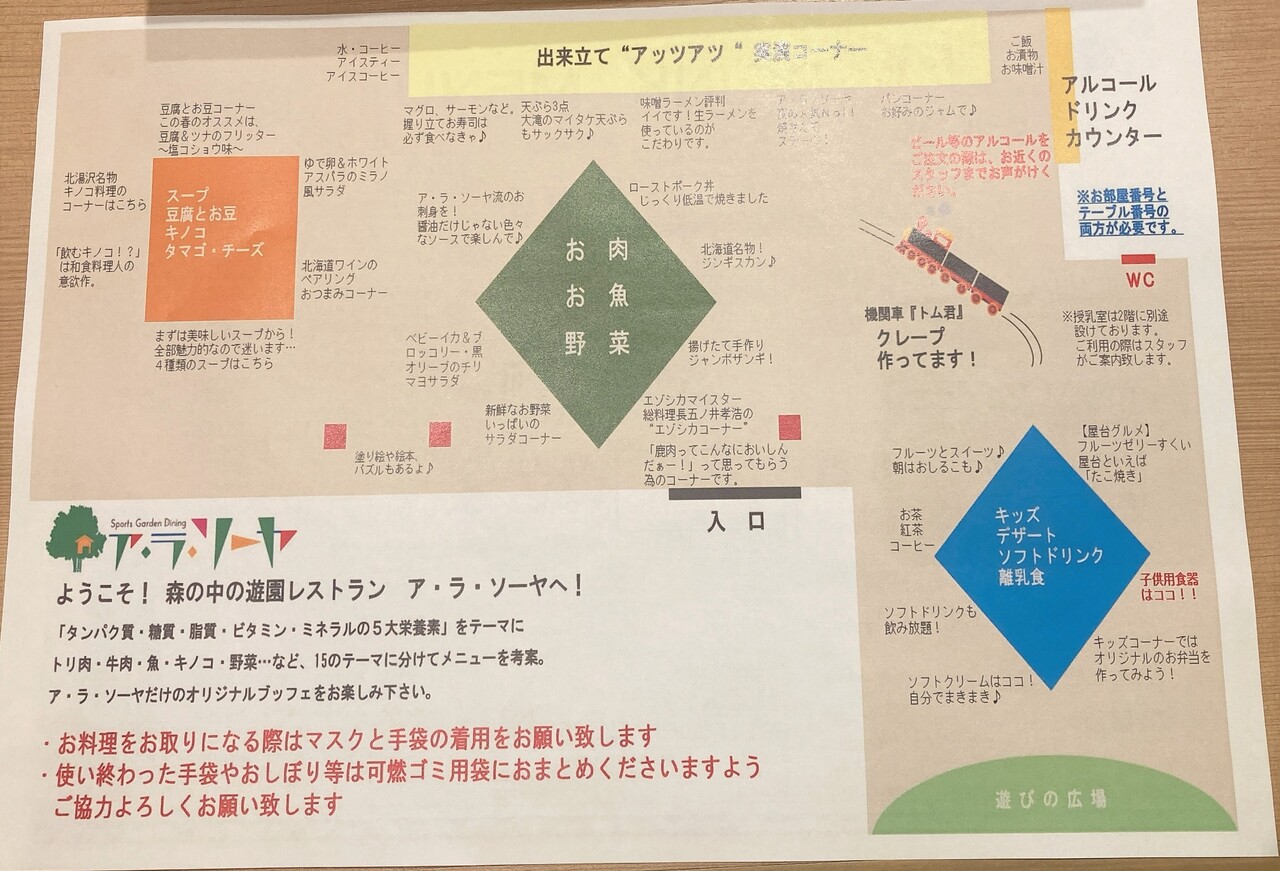 水・コーヒー
アイスティー
アイスコーヒー
出来立て“アッツアツ“実演コーナー
ご飯
お漬物
お味噌汁
アルコール
ドリンク
カウンター
豆腐とお豆コーナー
この春のオススメは、
豆腐＆ツナのフリッター
～塩コショウ味～
マグロ、サーモンなど。
握り立てお寿司は
必ず食べなきゃ♪
天ぷら3点
大滝のマイタケ天ぷら
もサックサク♪
味噌ラーメン評判
イイです！生ラーメンを
使っているのが
こだわりです。
パンコーナー
お好みのジャムで♪
ビール等のアルコールを
ご注文の際は、お近くの
スタッフまでお声がけく
ださい。
※お部屋番号と
テーブル番号の
両方が必要です。
WC
北湯沢名物
キノコ料理の
コーナーはこちら
「飲むキノコ！？」
は和食料理人の
意欲作。
スープ
豆腐とお豆
キノコ
タマゴ・チーズ
ゆで卵＆ホワイト
アスパラのミラノ
風サラダ
北海道ワインの
ペアリング
おつまみコーナー
まずは美味しいスープから！
全部魅力的なので迷います…
４種類のスープはこちら
ア・ラ・ソーヤ流のお
刺身を！
醤油だけじゃない色々
なソースで楽しんで♪
ローストポーク丼
じっくり低温で焼きました
お肉
お魚
野菜
北海道名物！
ジンギスカン♪
機関車『トム君』
クレープ
作ってます！
※授乳室は2階に別途
設けております。
ご利用の際はスタッフ
がご案内致します。
ベビーイカ＆ブ
ロッコリー・黒
オリーブのチリ
マヨサラダ
揚げたて手作り
ジャンボザンギ！
新鮮なお野菜
いっぱいの
サラダコーナー
エゾシカマイスター
総料理長五ノ井孝浩の
“エゾシカコーナー”
「鹿肉ってこんなにおいしん
だぁー！」って思ってもらう
為のコーナーです。
塗り絵や絵本、
パズルもあるよ♪
入口
フルーツとスイーツ♪
朝はおしるこも♪
【屋台グルメ】
フルーツゼリーすくい
屋台といえば
「たこ焼き」
お茶
紅茶
コーヒー
キッズ
デザート
ソフトドリンク
離乳食
子供用食器
はココ！！
ソフトドリンクも
飲み放題！
キッズコーナーでは
オリジナルのお弁当を
作ってみよう！
ソフトクリームはココ！
自分でまきまき♪
遊びの広場
Sports Garden Dining
ア・ラ・ソーヤ
ようこそ！ 森の中の遊園レストラン　ア・ラ・ソーヤへ！
「タンパク質・糖質・脂質・ビタミン・ミネラルの５大栄養素」をテーマに
トリ肉・牛肉・魚・キノコ・野菜…など、15のテーマに分けてメニューを考案。
ア・ラ・ソーヤだけのオリジナルブッフェをお楽しみ下さい。
・お料理をお取りになる際はマスクと手袋の着用をお願い致します
・使い終わった手袋やおしぼり等は可燃ゴミ用袋におまとめくださいますよう
ご協力よろしくお願い致します